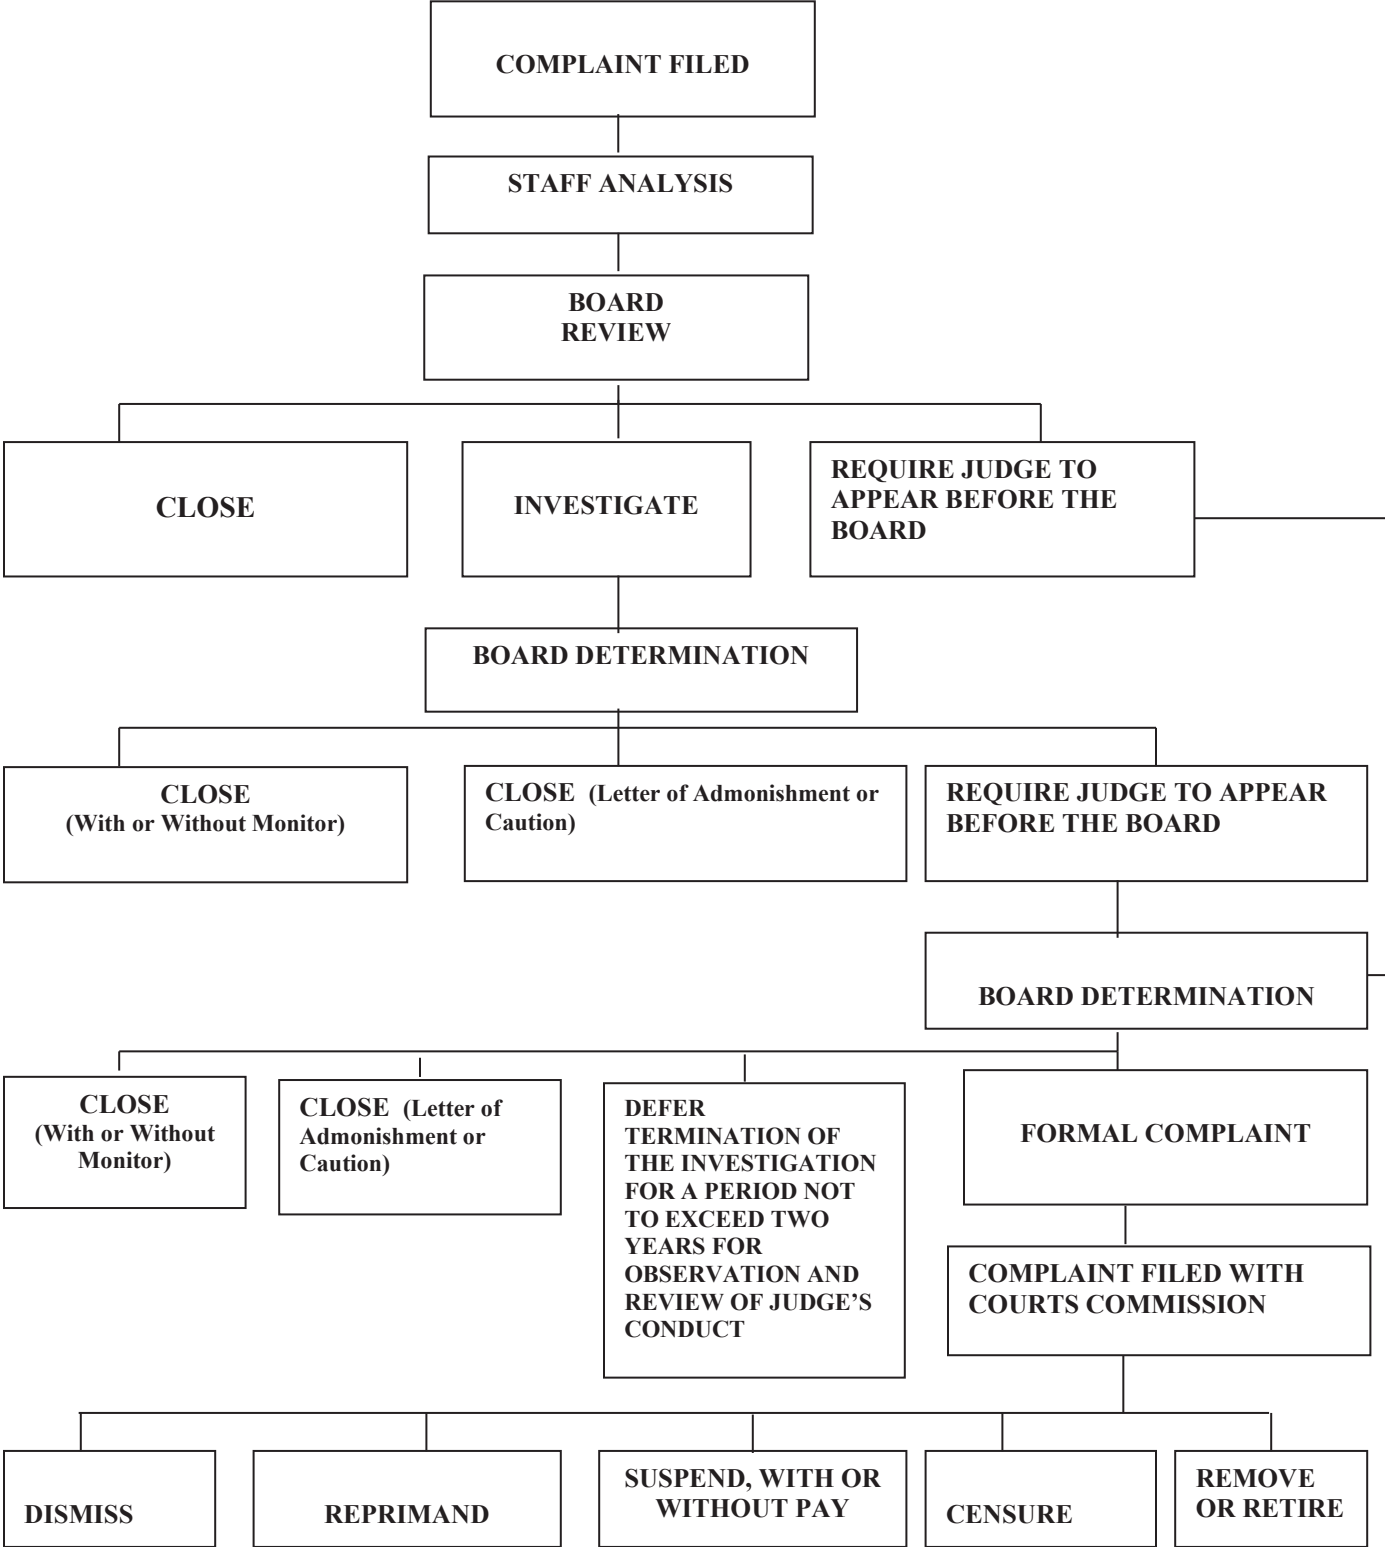 COMPLAINT FILED
STAFF ANALYSIS
BOARD
REVIEW
CLOSE
INVESTIGATE
REQUIRE JUDGE TO
APPEAR BEFORE THE
BOARD
BOARD DETERMINATION
CLOSE
(With or Without Monitor)
CLOSE (Letter of Admonishment or
Caution)
REQUIRE JUDGE TO APPEAR
BEFORE THE BOARD
BOARD DETERMINATION
CLOSE
(With or Without
Monitor)
CLOSE (Letter of
Admonishment or
Caution)
DEFER
TERMINATION OF
THE INVESTIGATION
FOR A PERIOD NOT
TO EXCEED TWO
YEARS FOR
OBSERVATION AND
REVIEW OF JUDGE’S
CONDUCT
FORMAL COMPLAINT
COMPLAINT FILED WITH
COURTS COMMISSION
DISMISS
REPRIMAND
SUSPEND, WITH OR
WITHOUT PAY
CENSURE
REMOVE
OR RETIRE